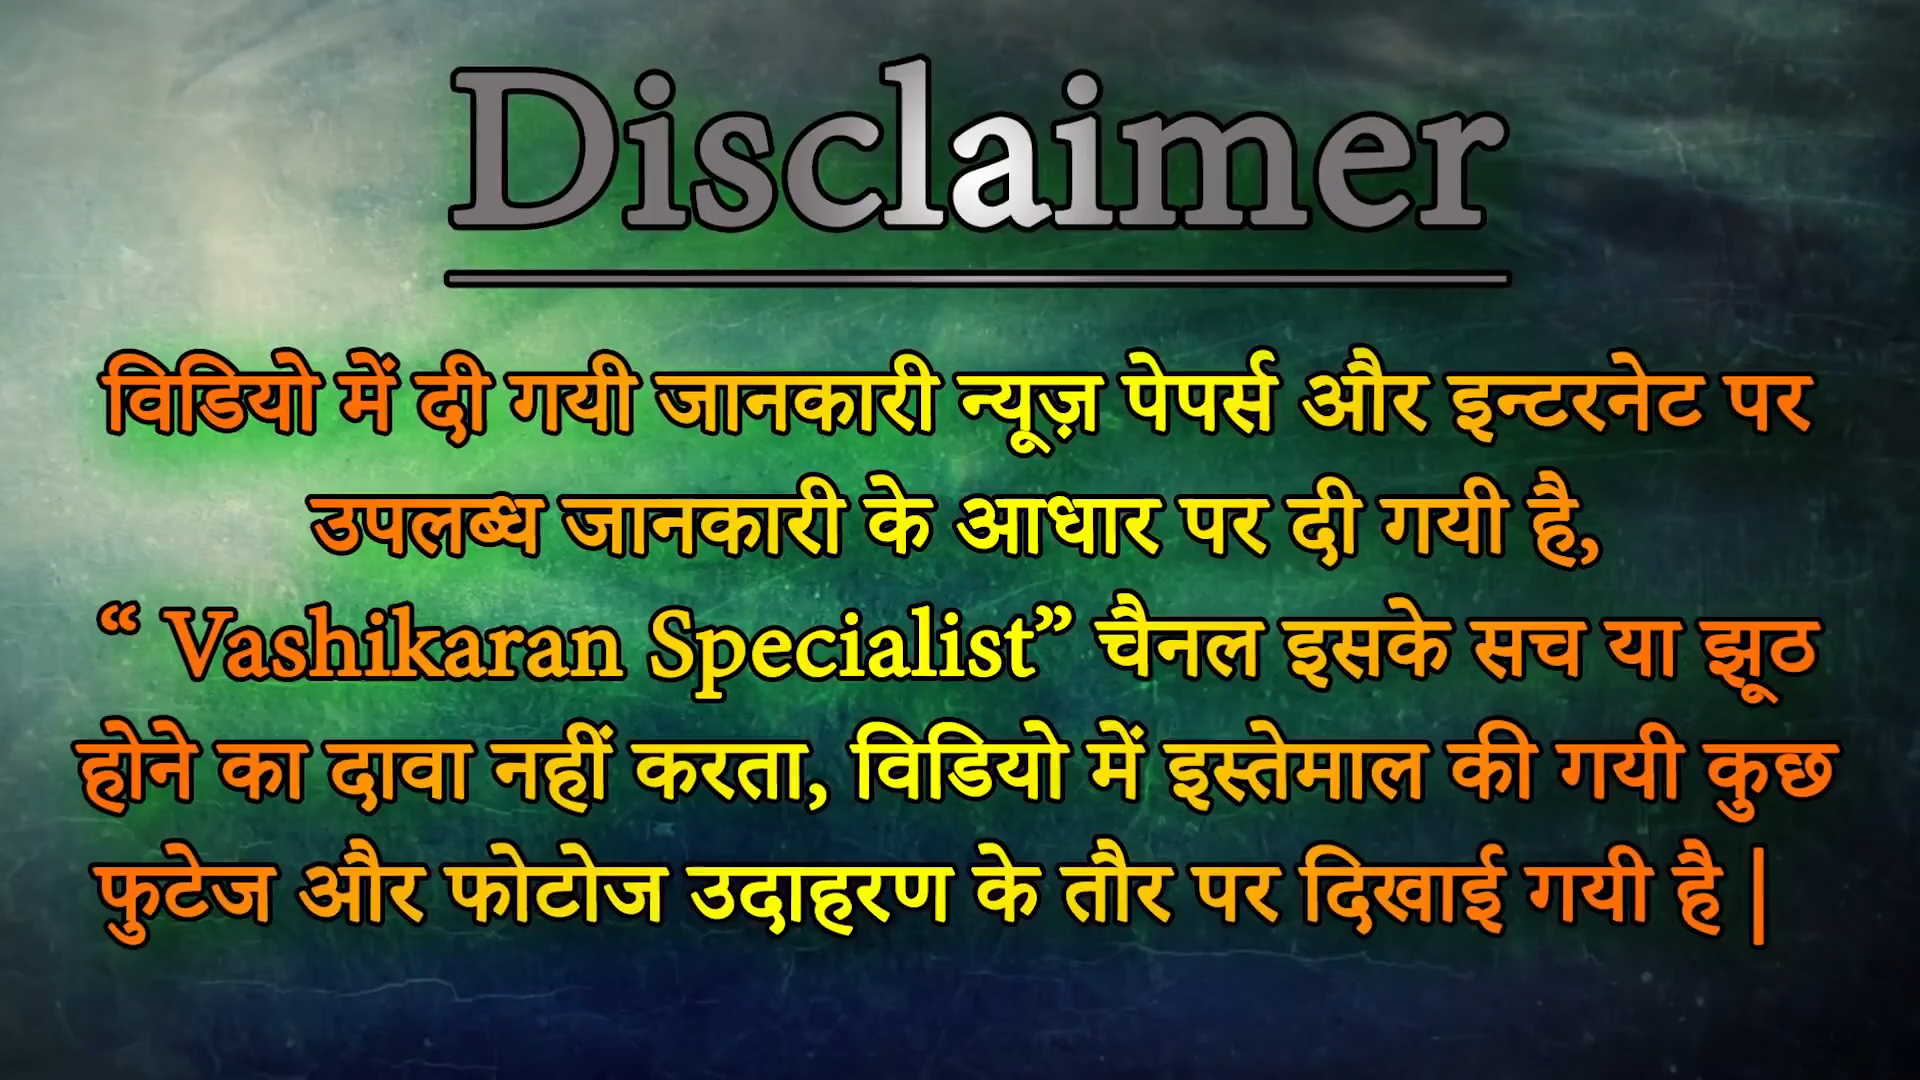 Disclaimer
विडियो में दी गयी जानकारी न्यूज़ पेपर्स और इन्टरनेट पर
उपलब्ध जानकारी के आधार पर दी गयी है,
“ Vashikaran Specialist” चैनल इसके सच या झूठ
होने का दावा नहीं करता, विडियो में इस्तेमाल की गयी कुछ
फुटेज और फोटोज उदाहरण के तौर पर दिखाई गयी है |